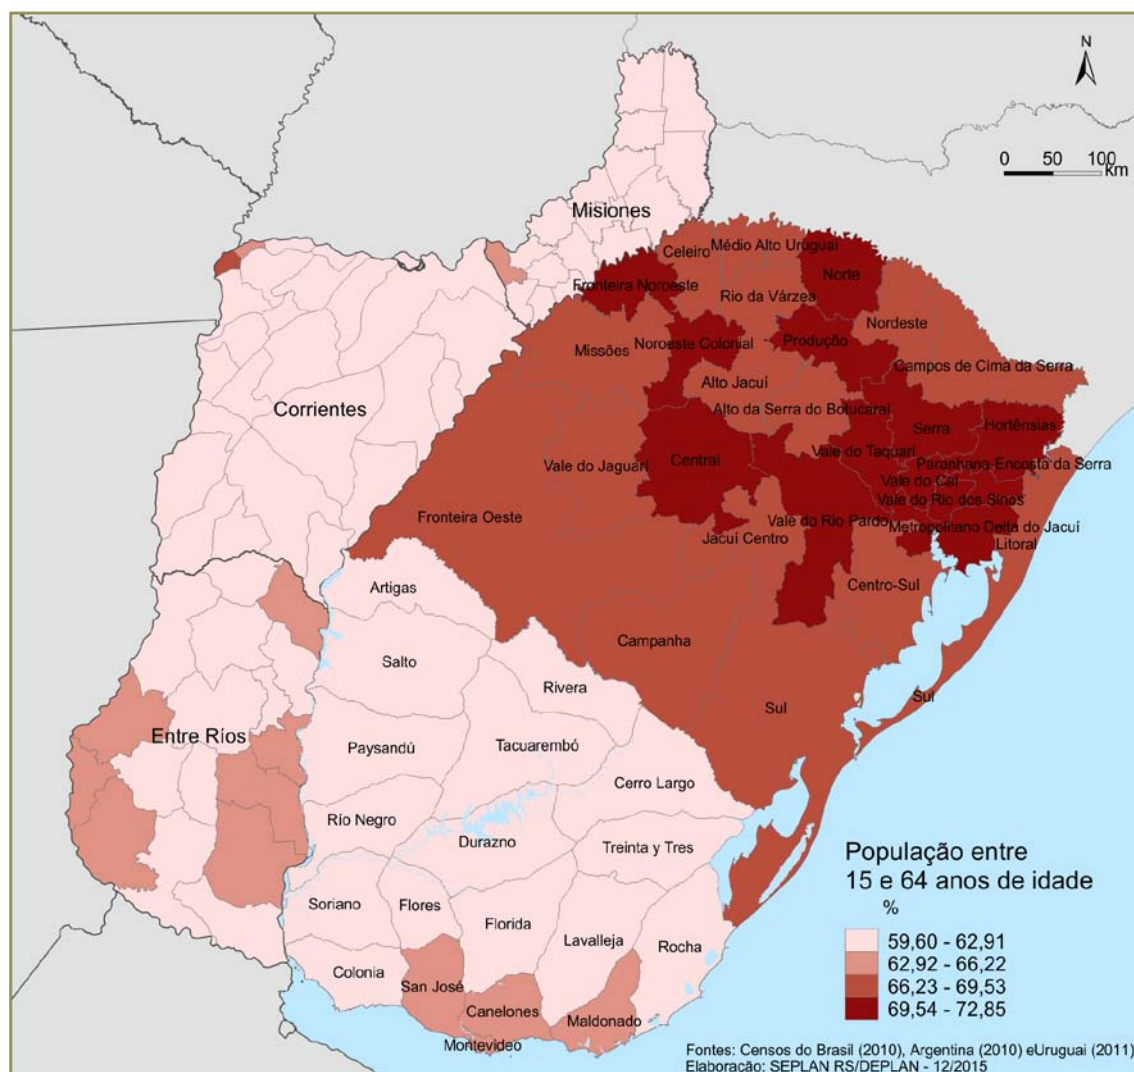 N
0 50 100
km
Misiones
Celeiro
Médio Alto Uruguai
Norte
Fronteira Noroeste
Rio da Várzea
Nordeste
Missões
Noroeste Colonial
Produção
Campos de Cima da Serra
Alto Jacuí
Corrientes
Alto da Serra do Botucaraí
Serra
Hortênsias
Vale do Jaguari
Central
Vale do Taquari
Paranhana-Encosta da Serra
Vale do Caí
Vale do Rio dos Sinos
Fronteira Oeste
Vale do Rio Pardo
Metropolitano Delta do Jacuí
Jacuí Centro
Litoral
Artigas
Centro-Sul
Campanha
Salto
Rivera
Sul
Sul
Entre Ríos
Paysandú
Tacuarembó
Cerro Largo
Río Negro
Durazno
Treinta y Tres
Soriano
Flores
Florida
Lavalleja
Rocha
Colonia
San José
Canelones
Maldonado
Montevideo
População entre
15 e 64 anos de idade
%
59,60 - 62,91
62,92 - 66,22
66,23 - 69,53
69,54 - 72,85
Fontes: Censos do Brasil (2010), Argentina (2010) eUruguai (2011)
Elaboração: SEPLAN RS/DEPLAN - 12/2015